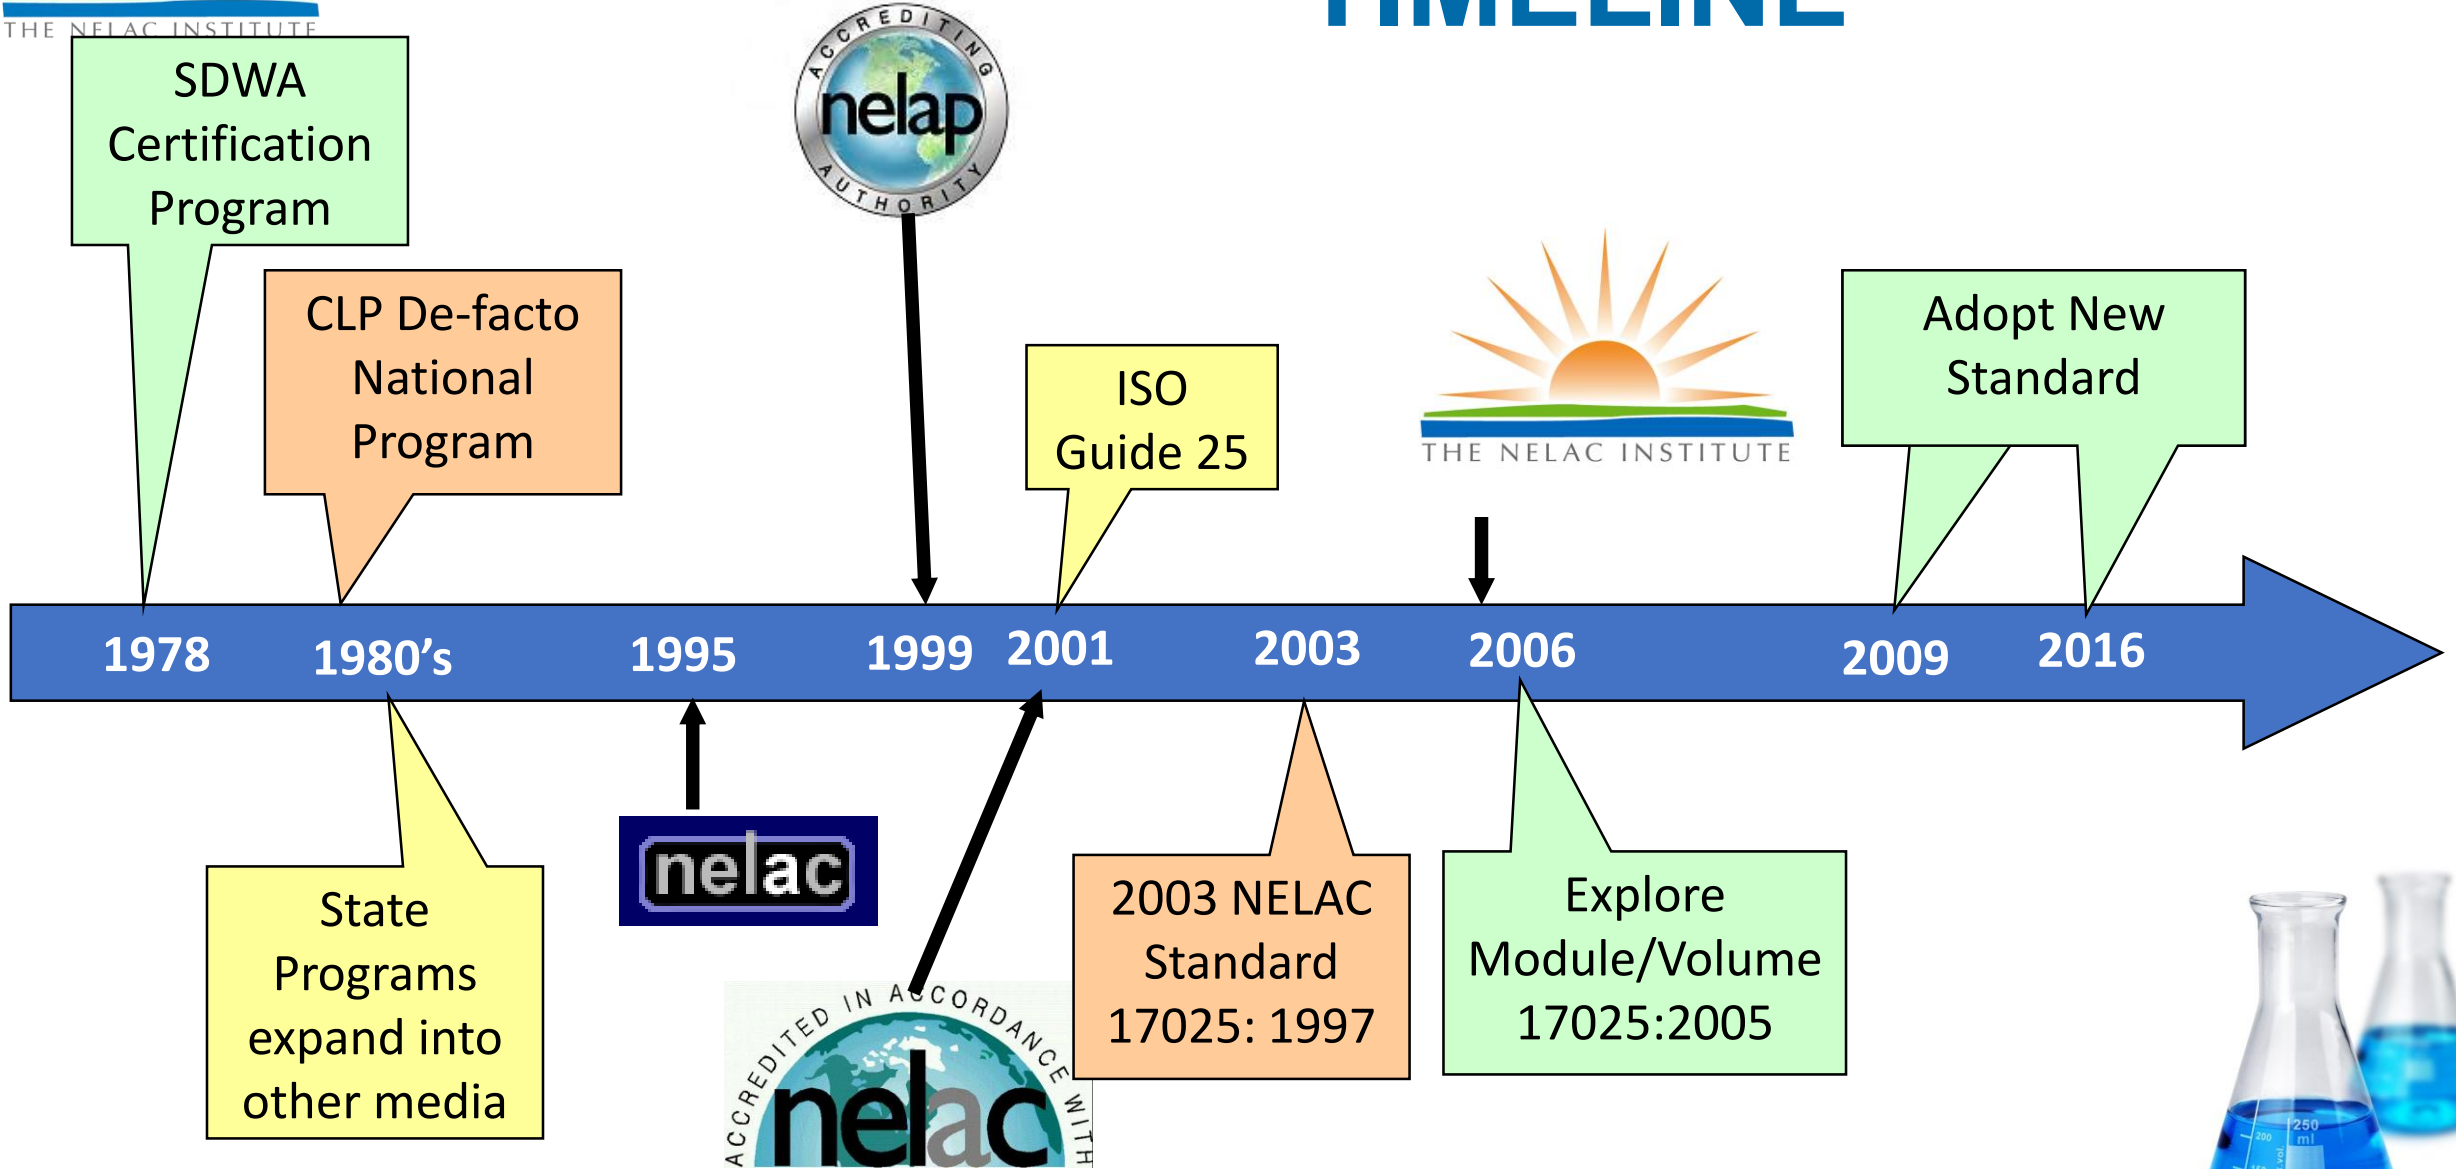 THE NELAC INSTITUTE
TIMELINE
SDWA
Certification
Program
ACCREDITING
nelap
AUTHORITY
CLP De-facto
National
Program
ISO
Guide 25
THE NELAC INSTITUTE
Adopt New
Standard
1978
1980’s
1995
1999
2001
2003
2006
2009
2016
State
Programs
expand into
other media
nelac
ACCREDITED IN ACCORDANCE WITH
nelac
2003 NELAC
Standard
17025: 1997
Explore
Module/Volume
17025:2005
250
ml
200